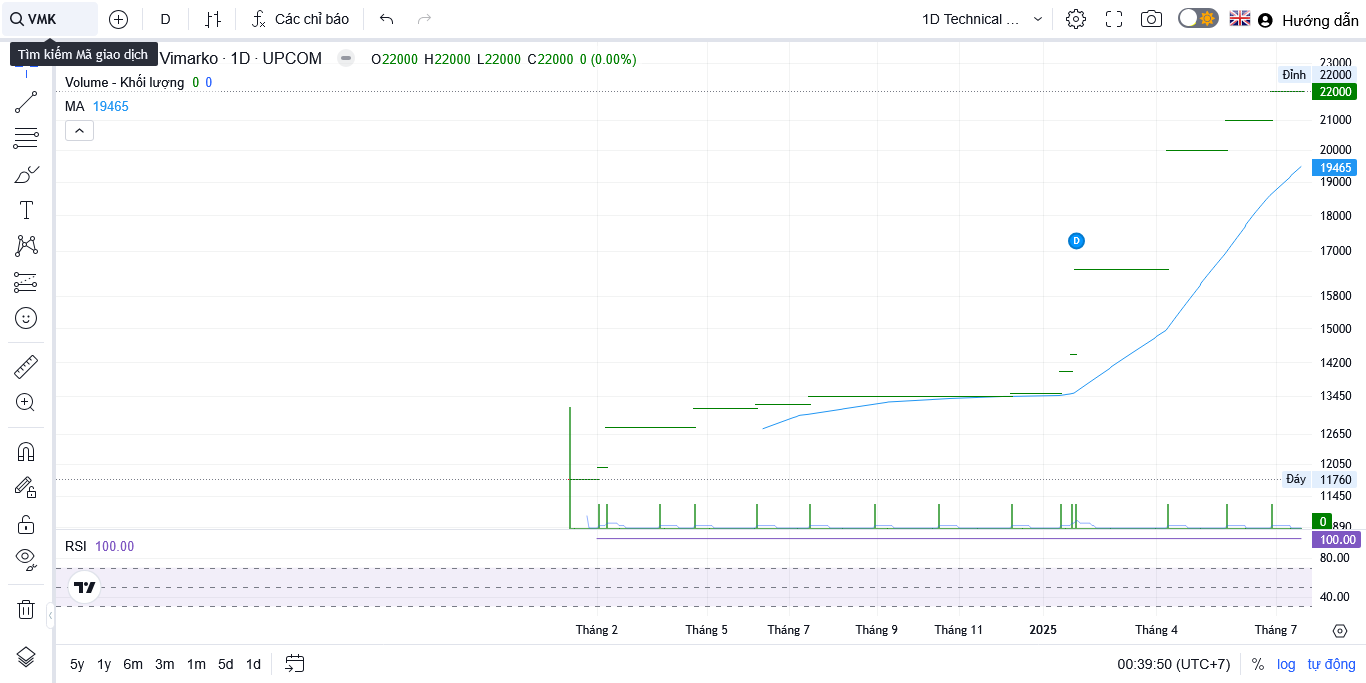 VMK
D
Các chỉ báo
1D Technical ...
Hướng dẫn
Tìm kiếm Mã giao dịch
Vimarko · 1D · UPCOM
O22000 H22000 L22000 C22000 0 (0.00%)
Volume - Khối lượng 0 0
MA 19465
23000
Đỉnh 22000
22000
21000
20000
19465
19000
18000
17000
D
15800
15000
14200
13450
12650
12050
Đáy 11760
11450
0
890
RSI 100.00
100.00
80.00
40.00
Tháng 2 Tháng 5 Tháng 7 Tháng 9 Tháng 11 2025 Tháng 4 Tháng 7
5y 1y 6m 3m 1m 5d 1d
00:39:50 (UTC+7) % log tự động